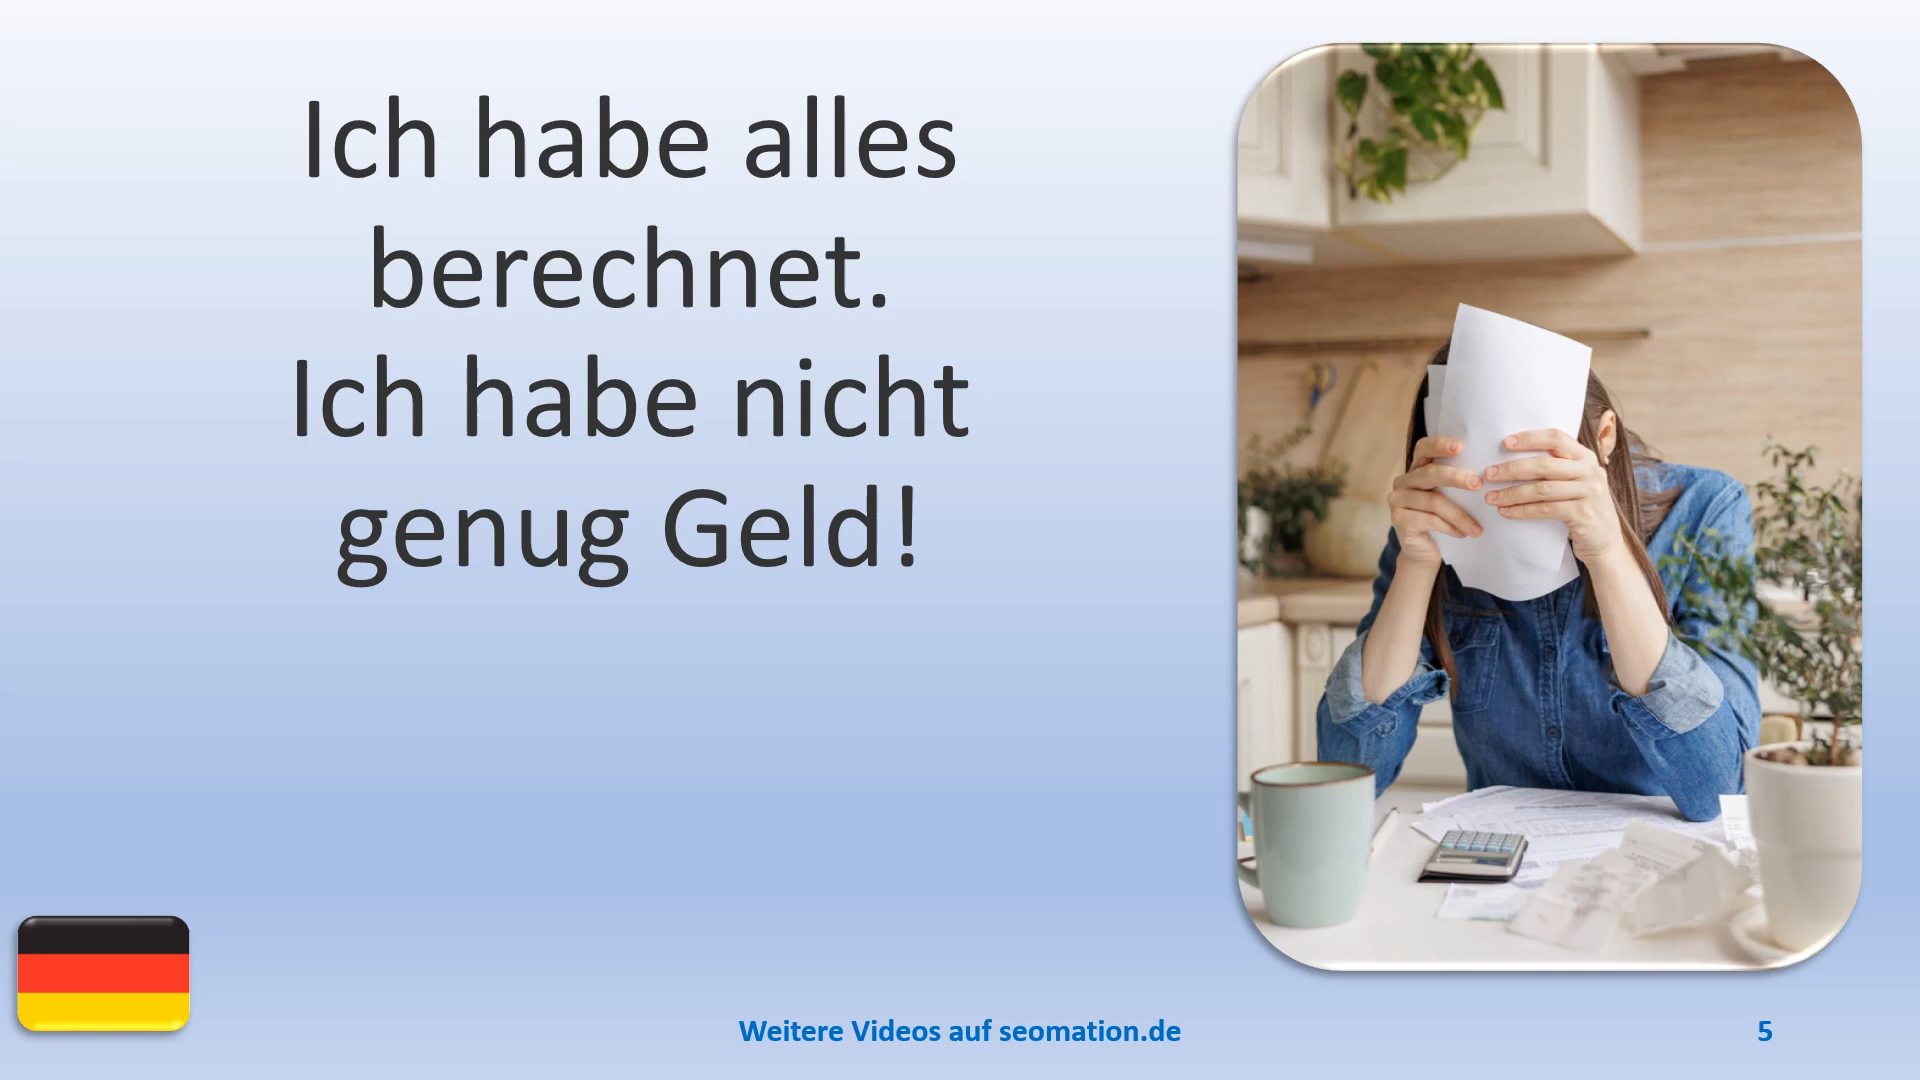 Ich habe alles
berechnet.
Ich habe nicht
genug Geld!
Weitere Videos auf seomation.de
5